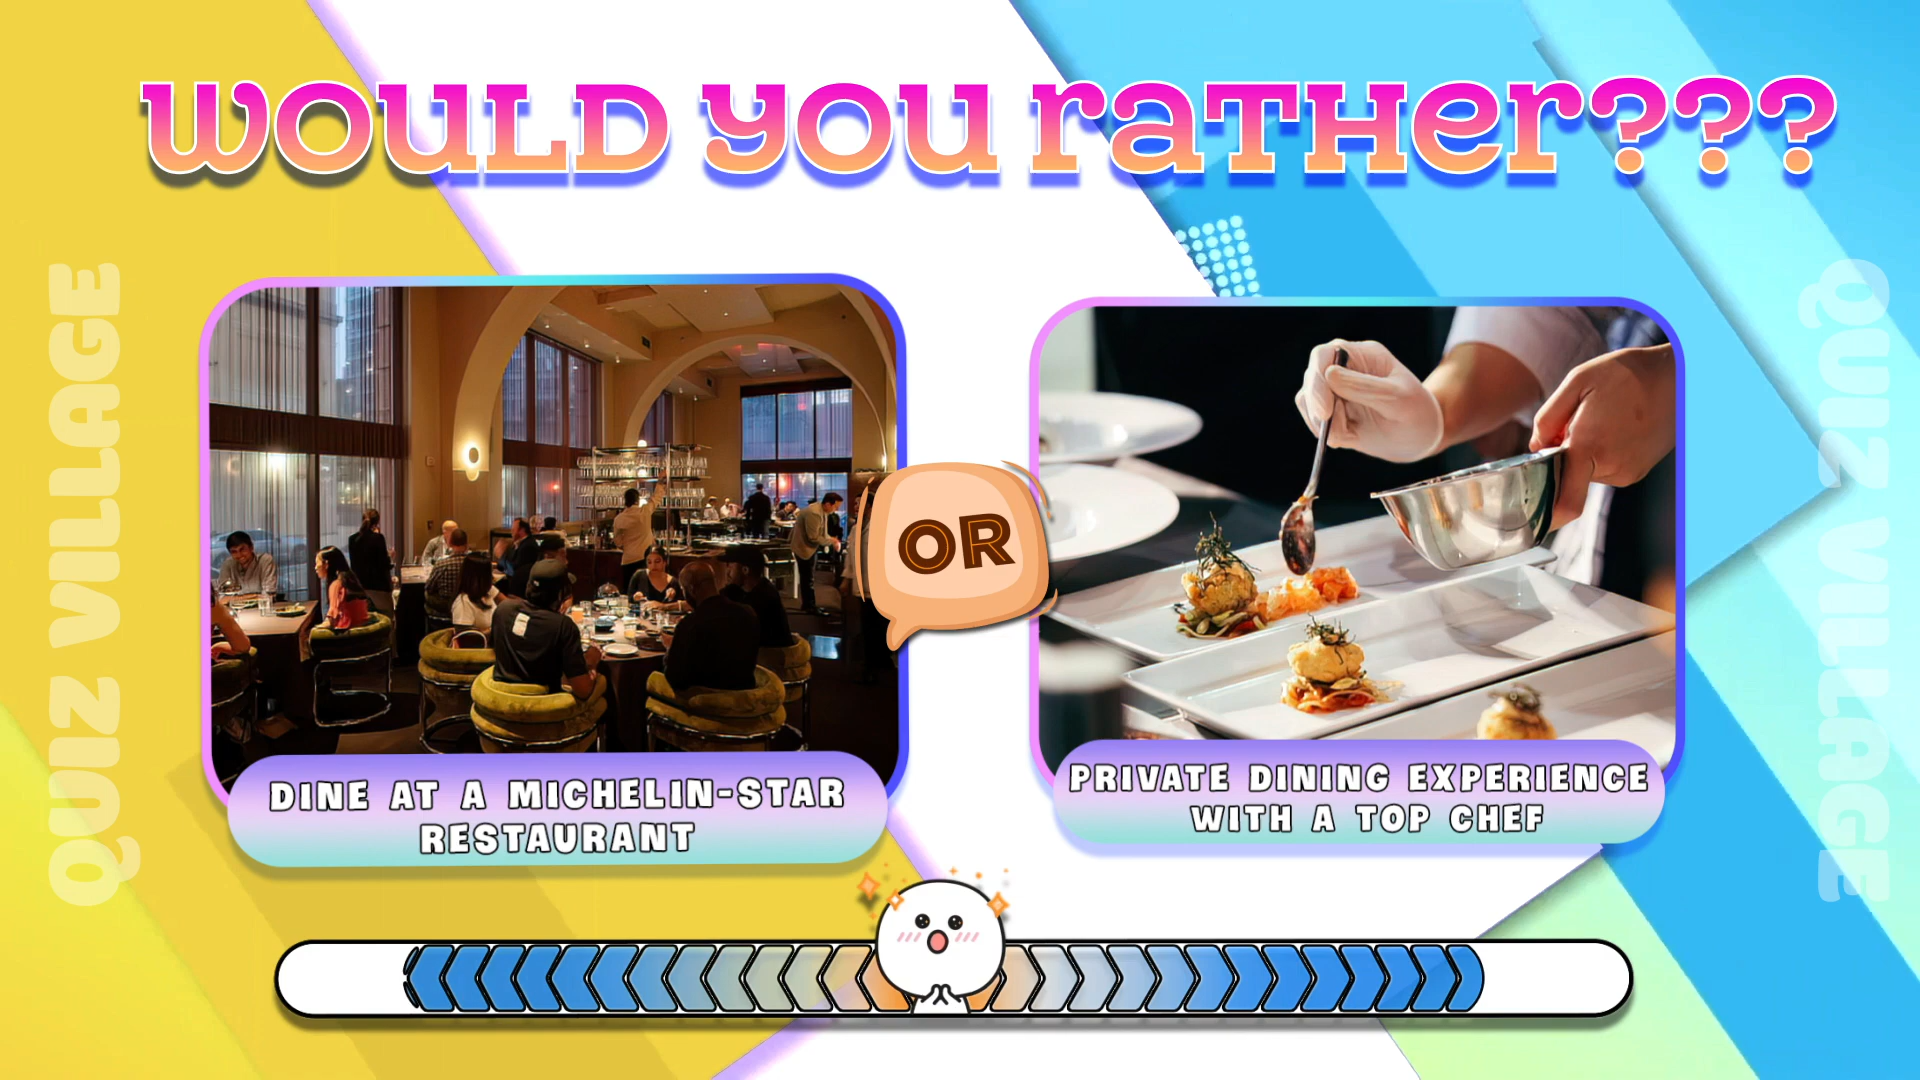 WOULD YOU RATHER???
QUIZ VILLAGE
QUIZ VILLAGE
OR
DINE AT A MICHELIN-STAR
RESTAURANT
PRIVATE DINING EXPERIENCE
WITH A TOP CHEF